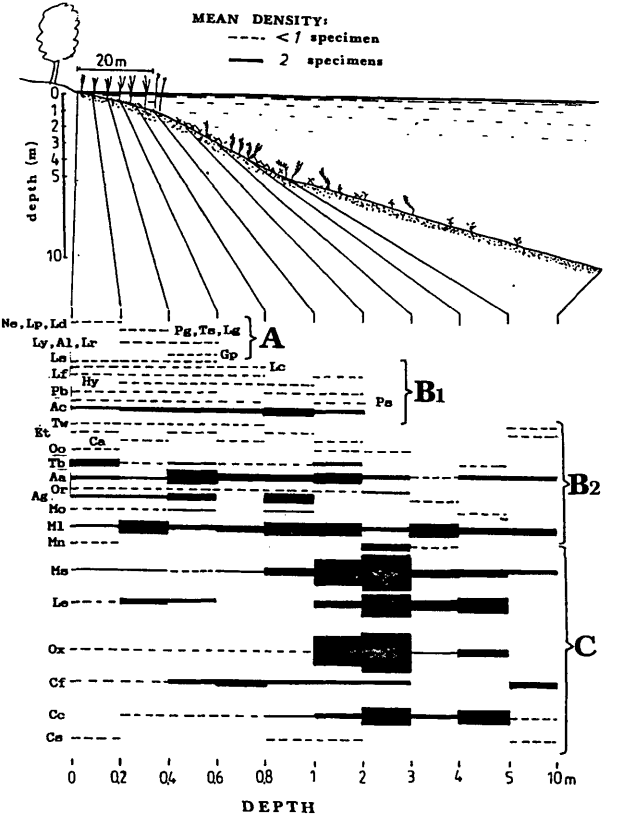 MEAN DENSITY:
<1 specimen
2 specimens
20 m
depth (m)
0
1
2
3
4
5
10
Ne,Lp,Ld
Pg,Ts,Lg
A
Ly,Al,Lr
Gp
Ls
Lc
Lf
Hy
B1
Pb
Ps
Ac
Tw
Et
Ca
Oo
Tb
Aa
B2
Or
Ag
Mo
Ml
Mn
Ms
Le
Ox
C
Cf
Cc
Cs
0 0,2 0,4 0,6 0,8 1 2 3 4 5 10 m
DEPTH